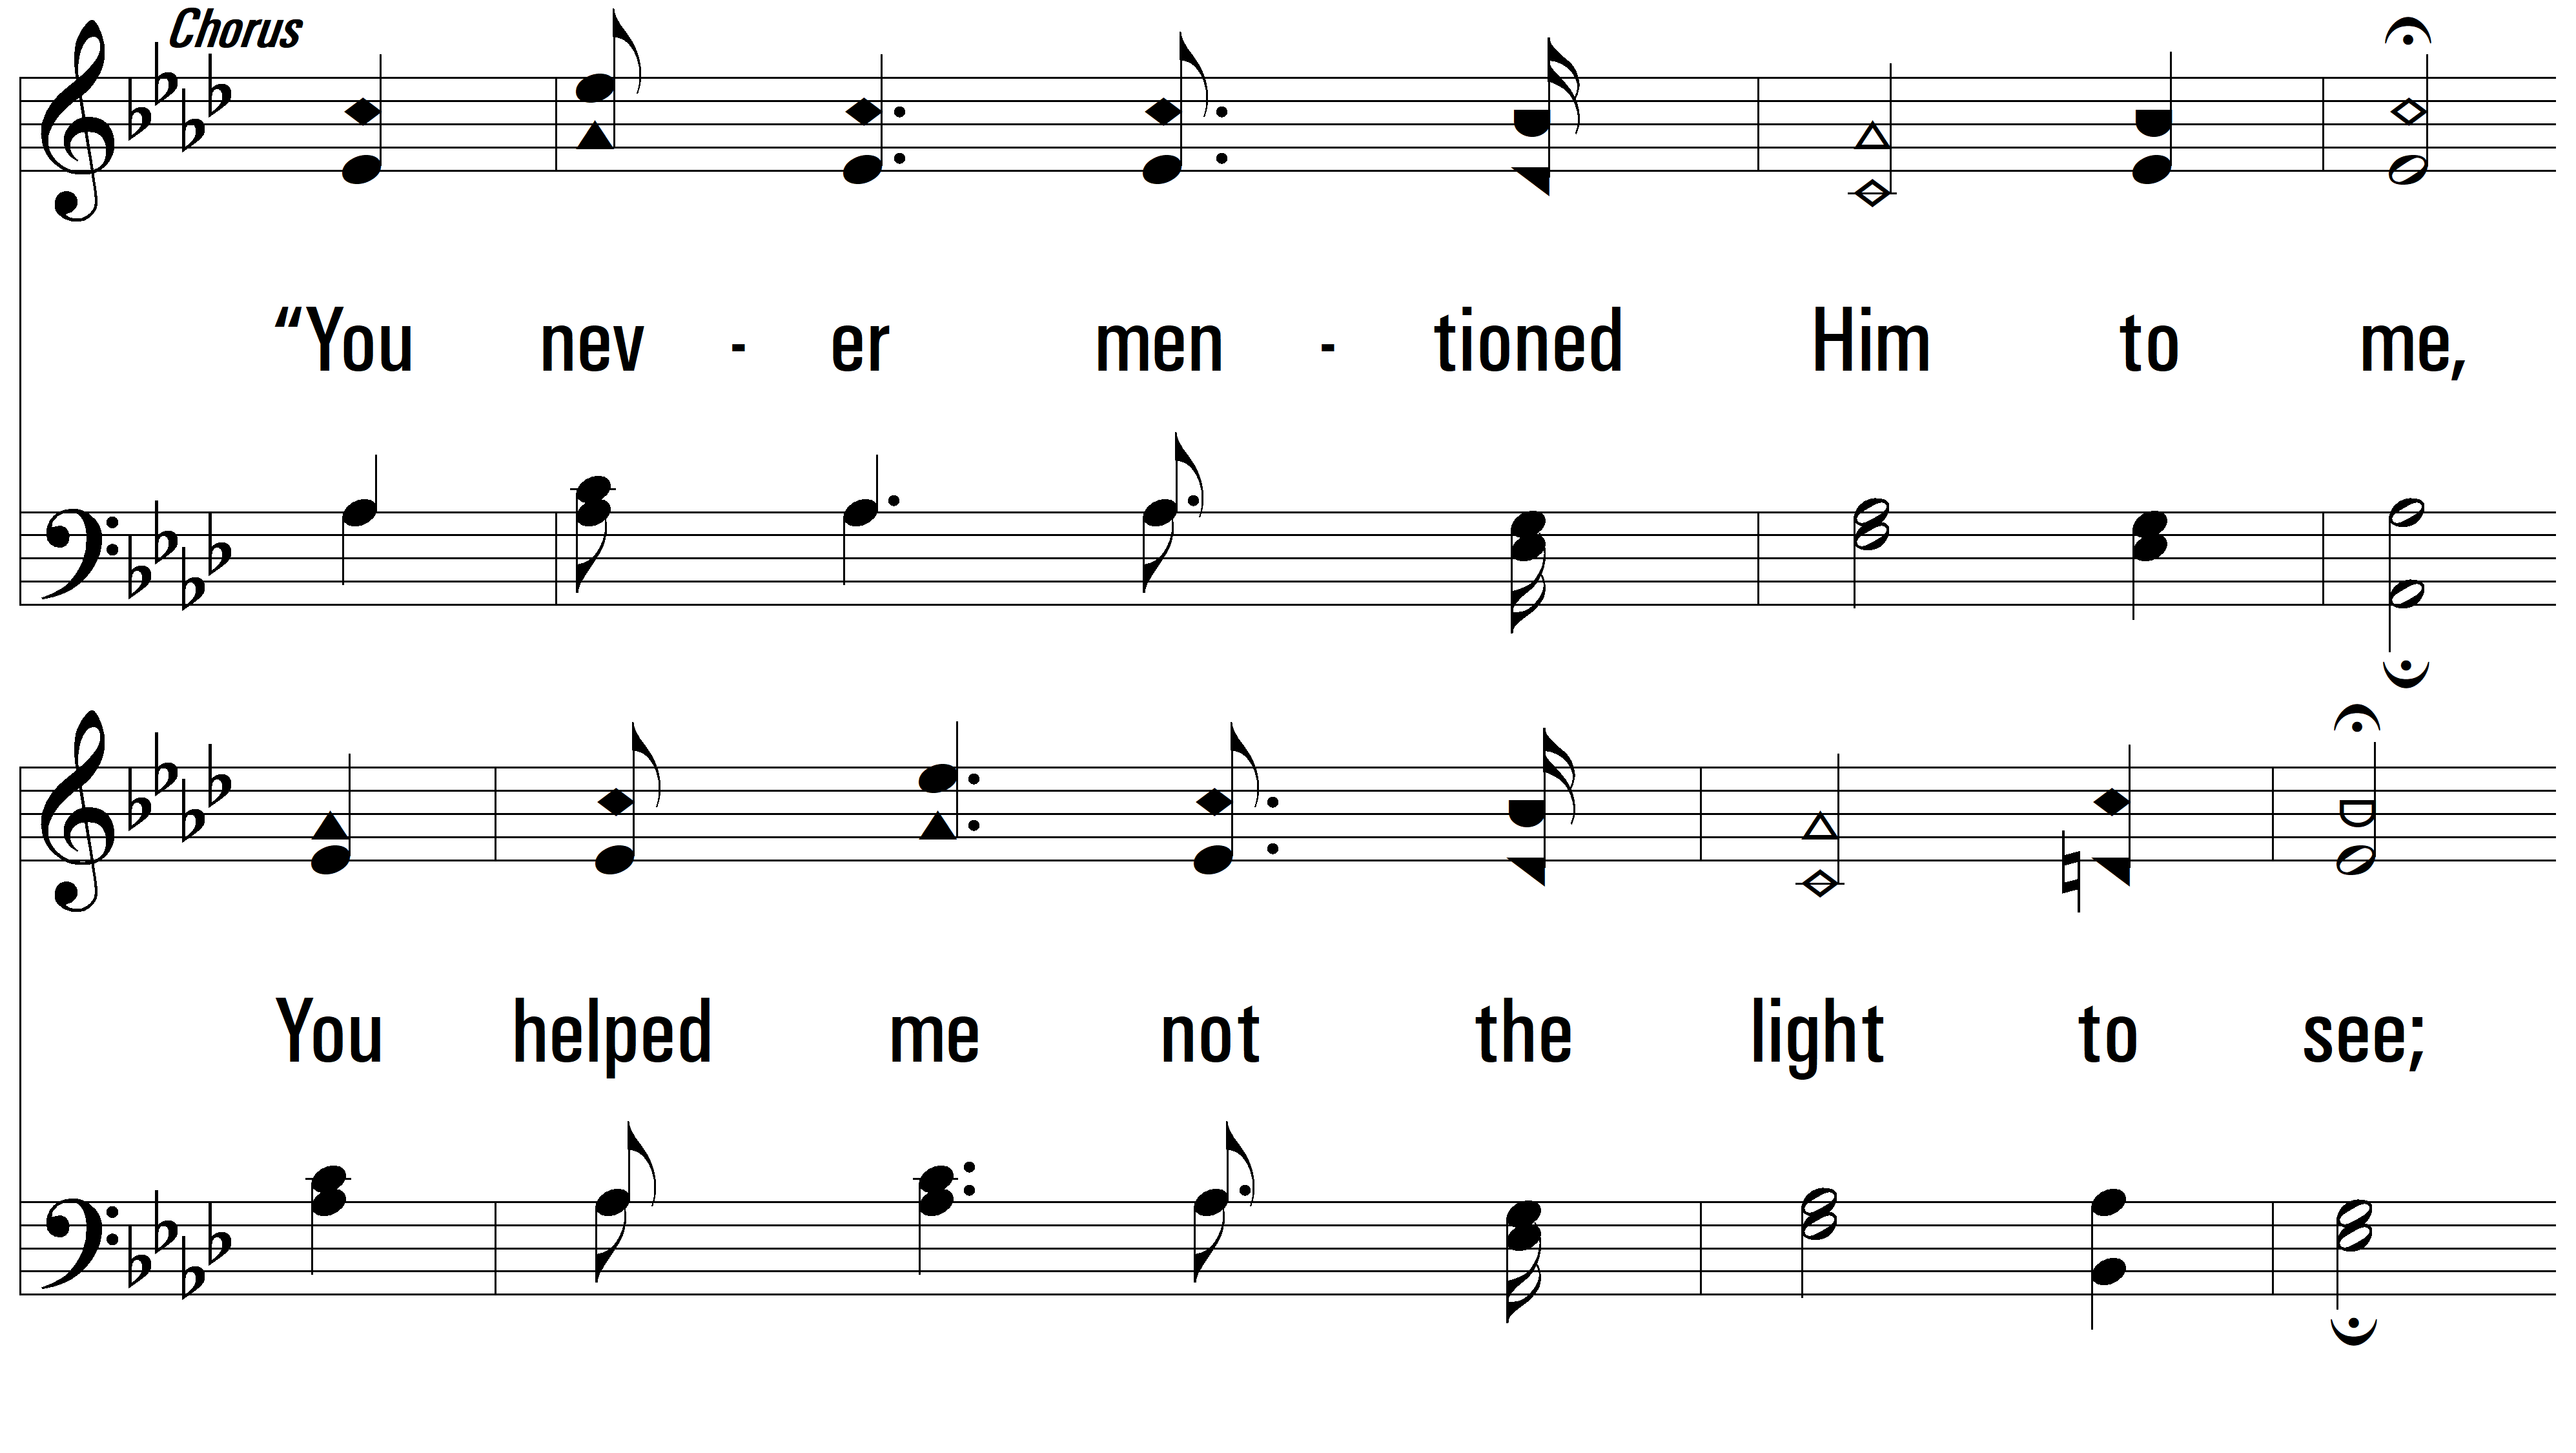 Chorus
“You nev - er men - tioned Him to me,
You helped me not the light to see;